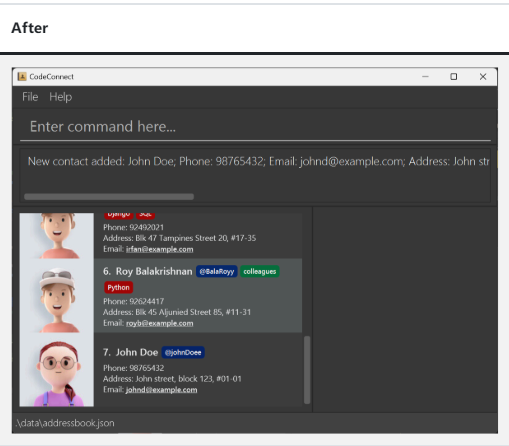 After
CodeConnect
File Help
Enter command here...
New contact added: John Doe; Phone: 98765432; Email: johnd@example.com; Address: John str
Django SQL
Phone: 92492021
Address: Blk 47 Tampines Street 20, #17-35
Email: irfan@example.com
6. Roy Balakrishnan @BalaRoyy colleagues
Python
Phone: 92624417
Address: Blk 45 Aljunied Street 85, #11-31
Email: royb@example.com
7. John Doe @johnDoee
Phone: 98765432
Address: John street, block 123, #01-01
Email: johnd@example.com
.\data\addressbook.json